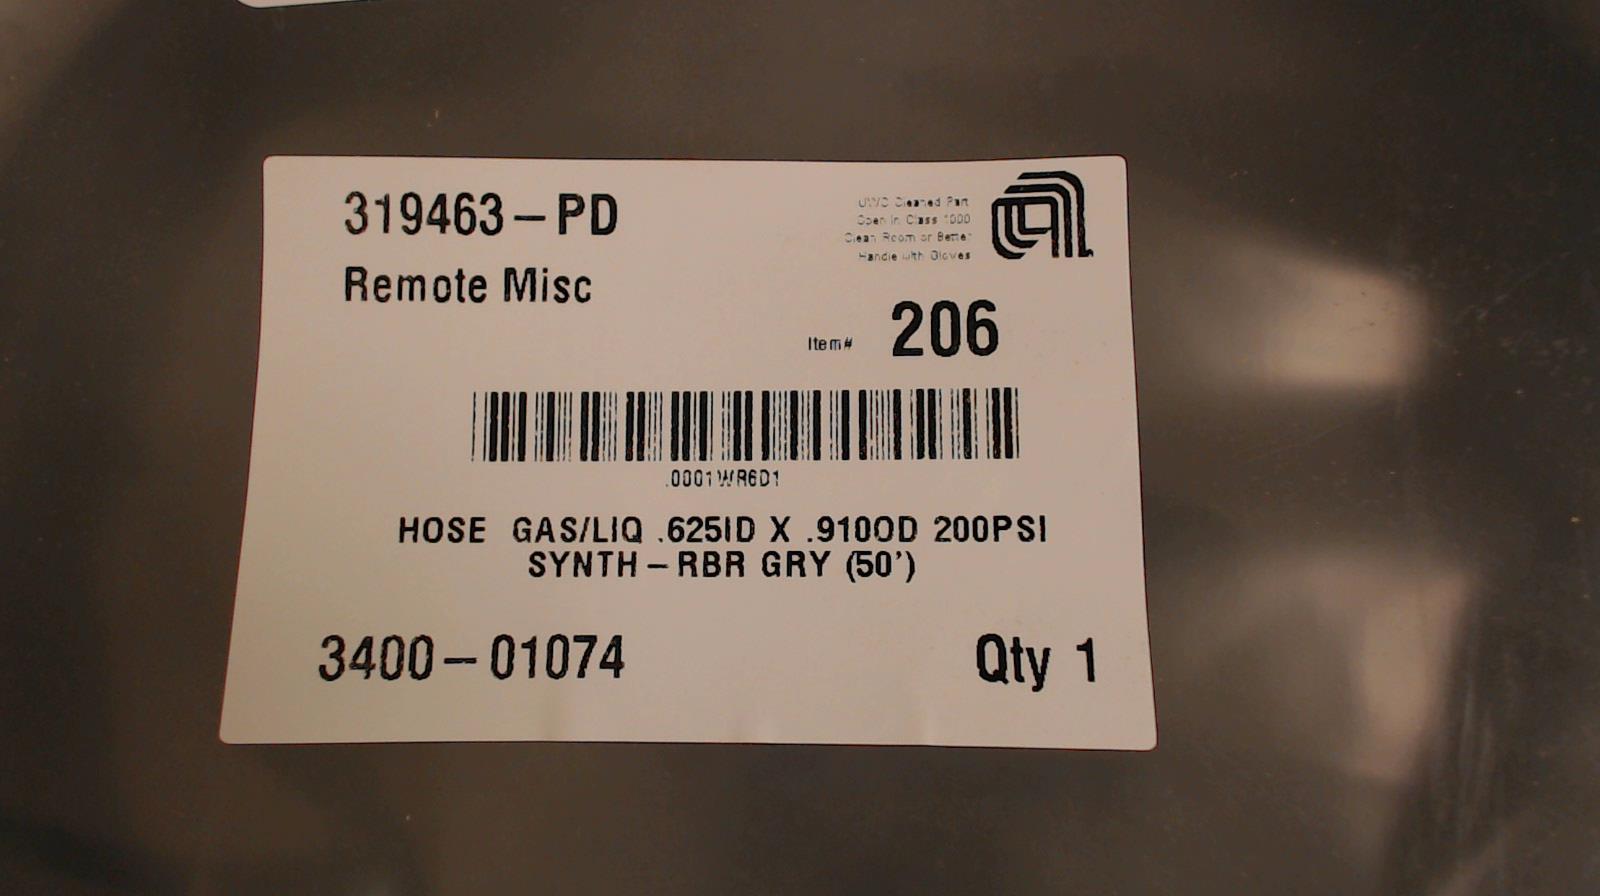 319463-PD
Remote Misc
UWC Cleaned Part
Open in Class 1000
Clean Room or Better
Handle with Gloves
Item# 206
.0001WR6D1
HOSE GAS/LIQ .625ID X .910OD 200PSI
SYNTH-RBR GRY (50')
3400-01074
Qty 1